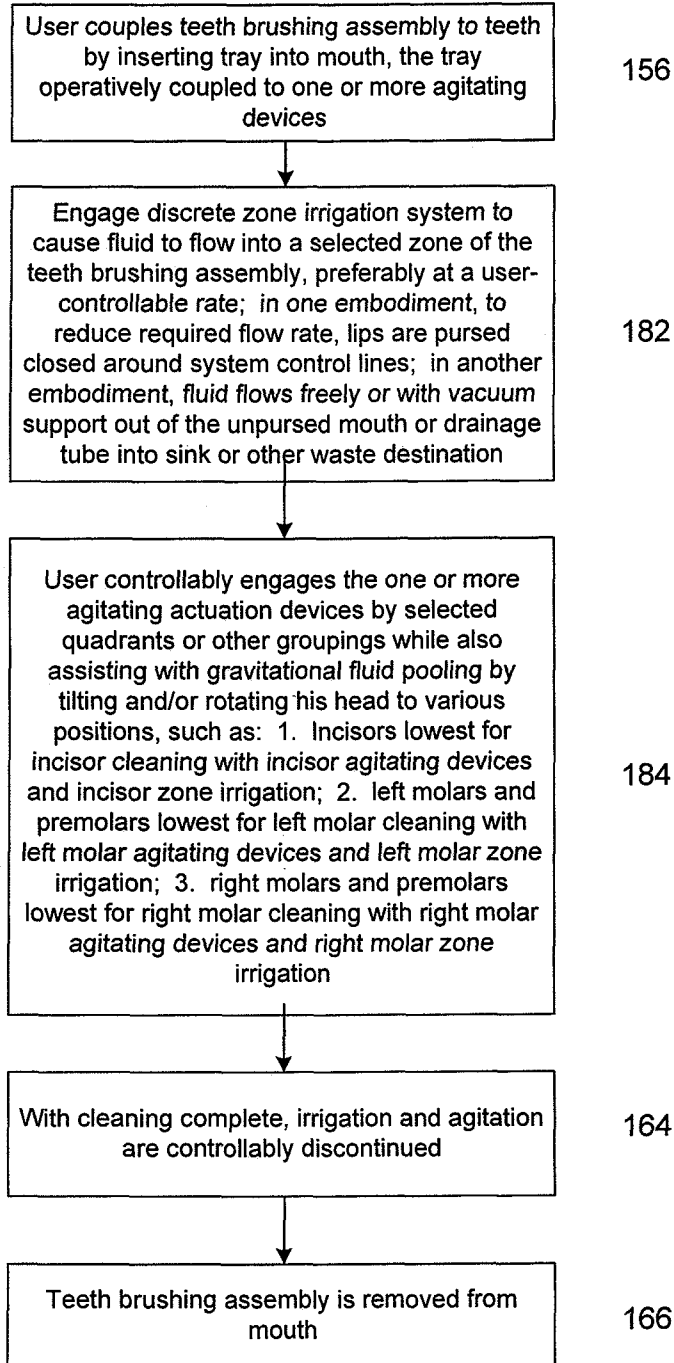 User couples teeth brushing assembly to teeth
by inserting tray into mouth, the tray
operatively coupled to one or more agitating
devices
156
Engage discrete zone irrigation system to
cause fluid to flow into a selected zone of the
teeth brushing assembly, preferably at a user-
controllable rate; in one embodiment, to
reduce required flow rate, lips are pursed
closed around system control lines; in another
embodiment, fluid flows freely or with vacuum
support out of the unpursed mouth or drainage
tube into sink or other waste destination
182
User controllably engages the one or more
agitating actuation devices by selected
quadrants or other groupings while also
assisting with gravitational fluid pooling by
tilting and/or rotating his head to various
positions, such as: 1. Incisors lowest for
incisor cleaning with incisor agitating devices
and incisor zone irrigation; 2. left molars and
premolars lowest for left molar cleaning with
left molar agitating devices and left molar zone
irrigation; 3. right molars and premolars
lowest for right molar cleaning with right molar
agitating devices and right molar zone
irrigation
184
With cleaning complete, irrigation and agitation
are controllably discontinued
164
Teeth brushing assembly is removed from
mouth
166